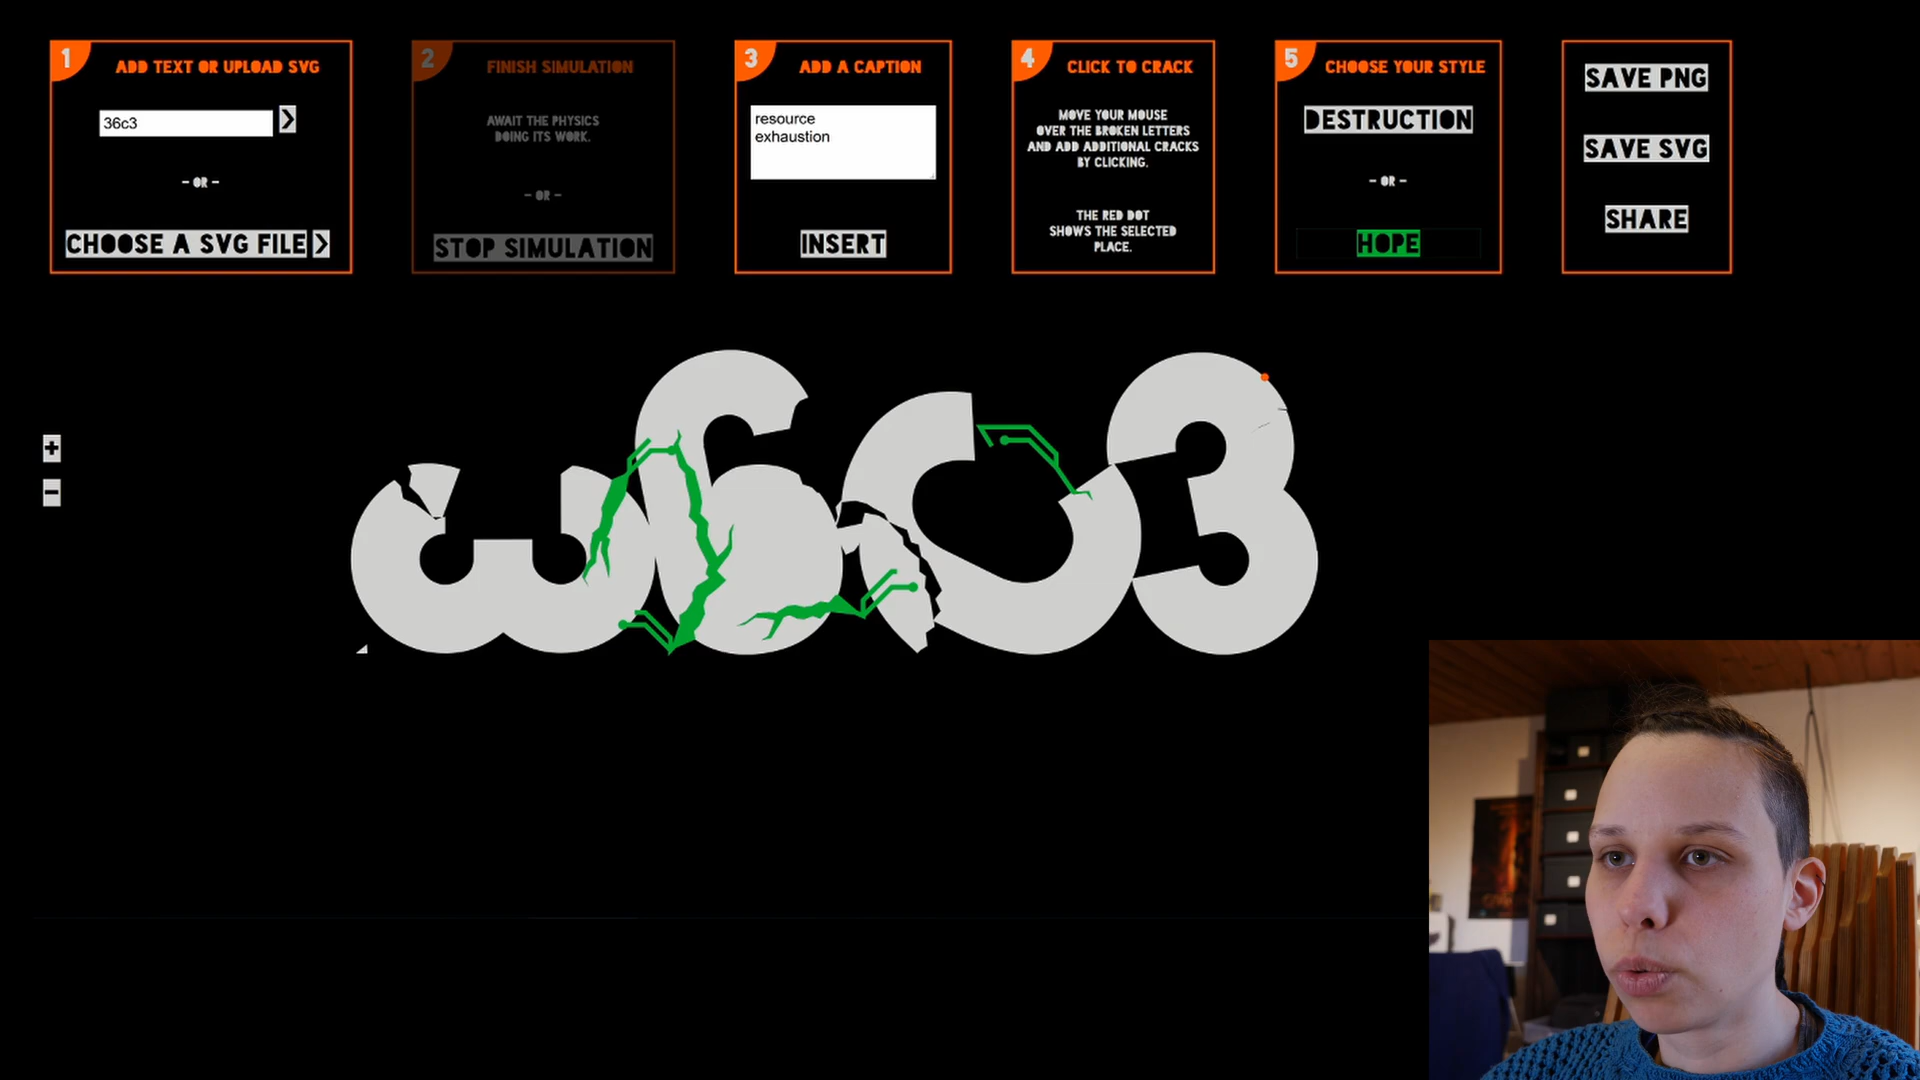 1
ADD TEXT OR UPLOAD SVG
36c3
- OR -
CHOOSE A SVG FILE
2
FINISH SIMULATION
AWAIT THE PHYSICS
DOING ITS WORK.
- OR -
STOP SIMULATION
3
ADD A CAPTION
resource
exhaustion
INSERT
4
CLICK TO CRACK
MOVE YOUR MOUSE
OVER THE BROKEN LETTERS
AND ADD ADDITIONAL CRACKS
BY CLICKING.
THE RED DOT
SHOWS THE SELECTED
PLACE.
5
CHOOSE YOUR STYLE
DESTRUCTION
- OR -
HOPE
SAVE PNG
SAVE SVG
SHARE
+
-
36c3